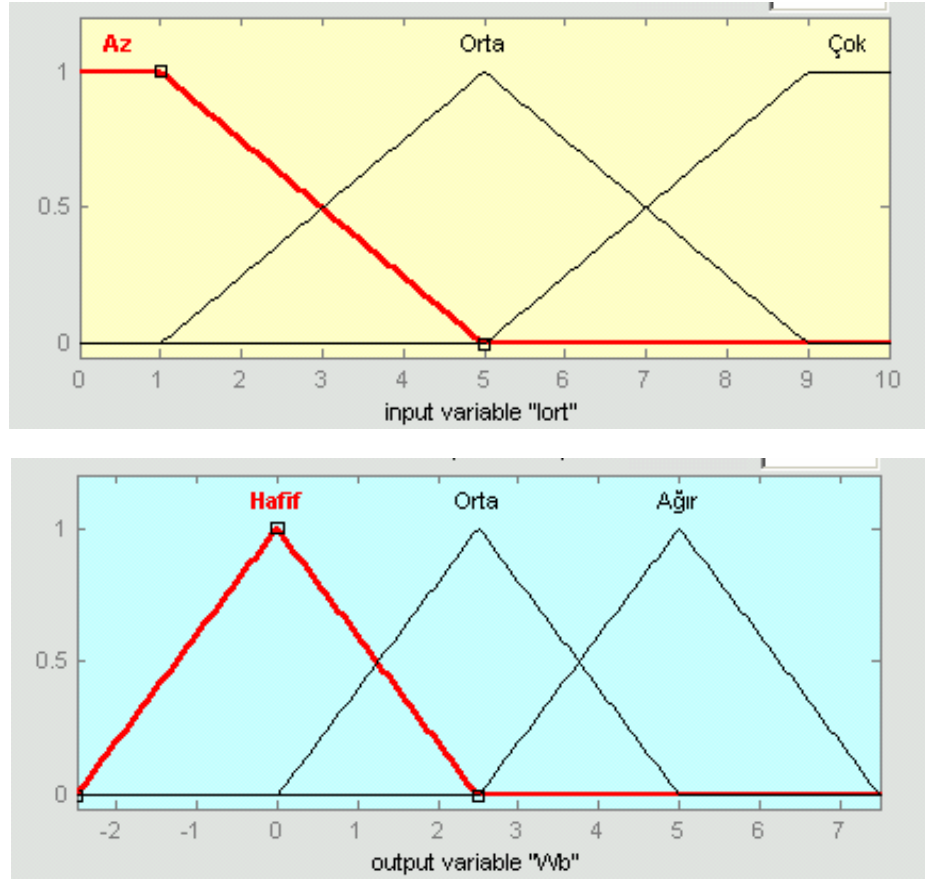 Az Orta Çok
1
0.5
0
0 1 2 3 4 5 6 7 8 9 10
input variable "Iort"
Hafif Orta Ağır
1
0.5
0
-2 -1 0 1 2 3 4 5 6 7
output variable "Wb"